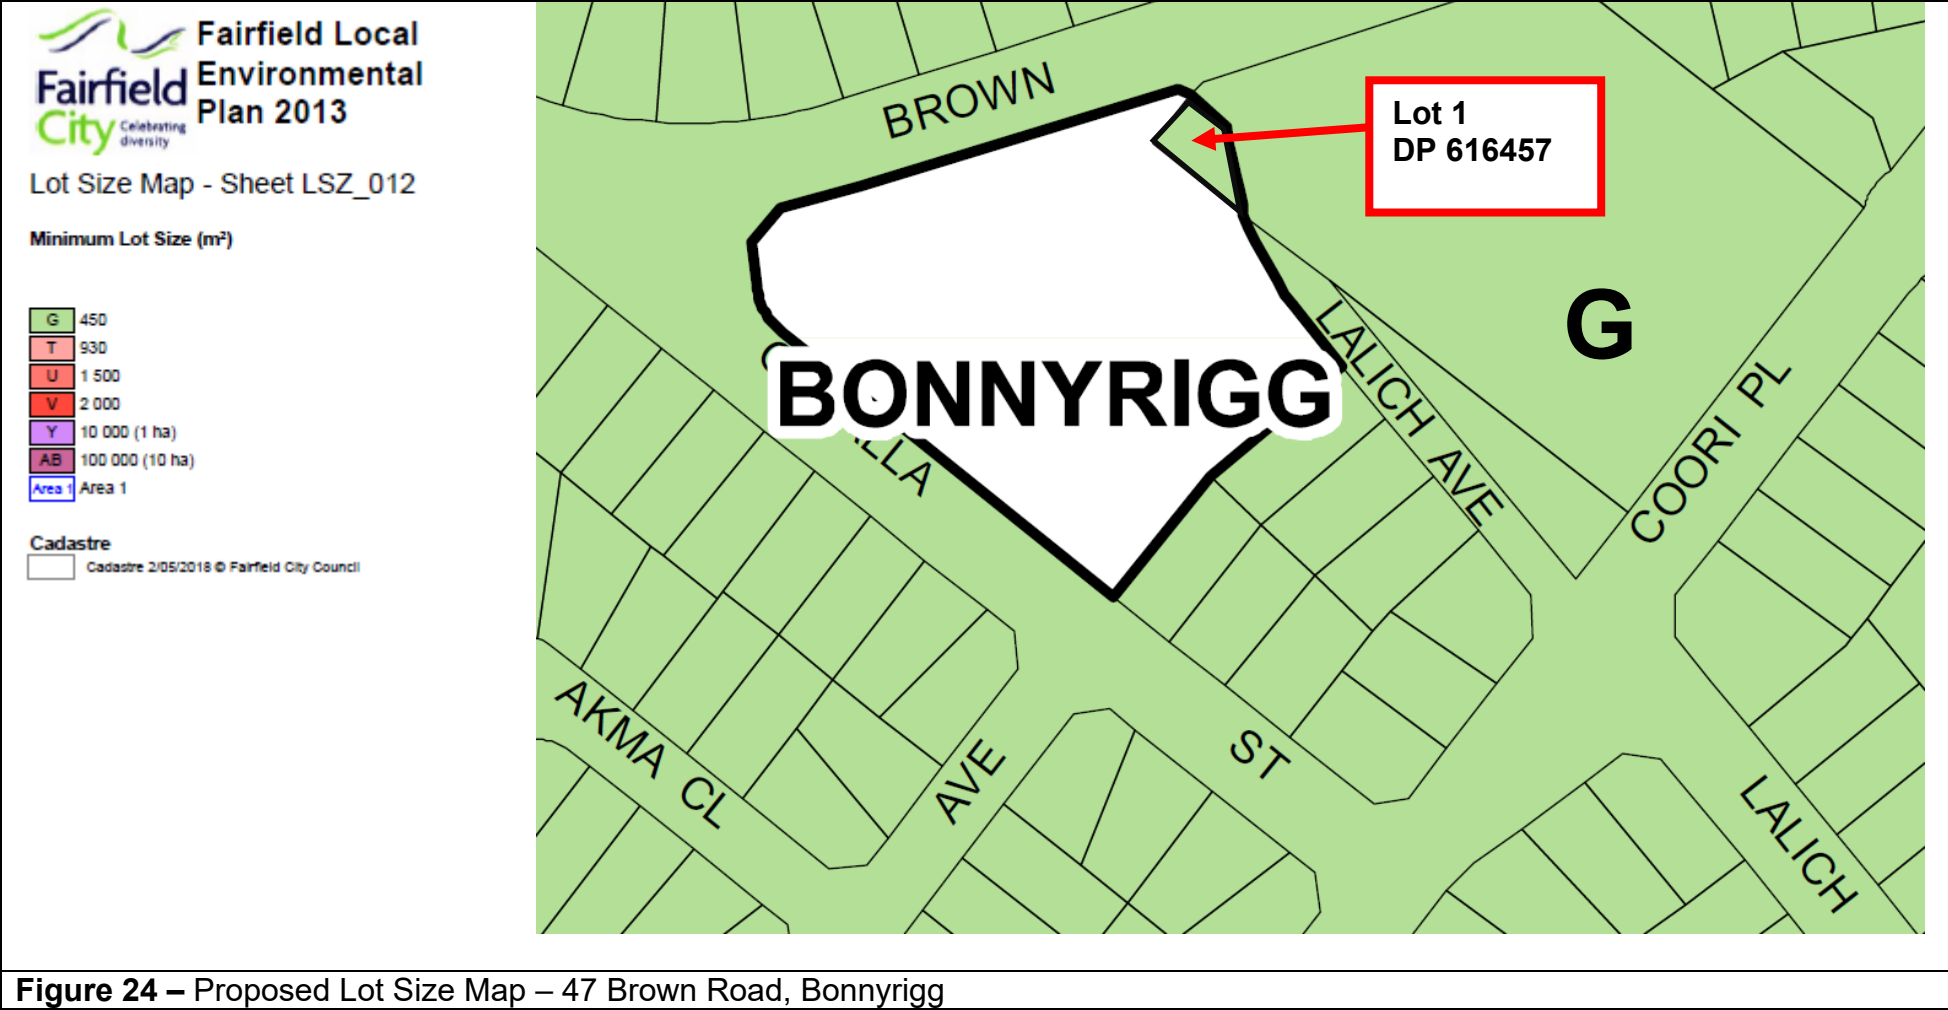 Fairfield
City
Celebrating
diversity
Fairfield Local
Environmental
Plan 2013
Lot Size Map - Sheet LSZ_012
Minimum Lot Size (m²)
G 450
T 930
U 1 500
V 2 000
Y 10 000 (1 ha)
AB 100 000 (10 ha)
Area 1 Area 1
Cadastre
Cadastre 2/05/2018 © Fairfield City Council
BROWN
Lot 1
DP 616457
G
BONNYRIGG
LALICH AVE
COORI PL
AKMA CL
AVE
ST
LALICH
Figure 24 – Proposed Lot Size Map – 47 Brown Road, Bonnyrigg